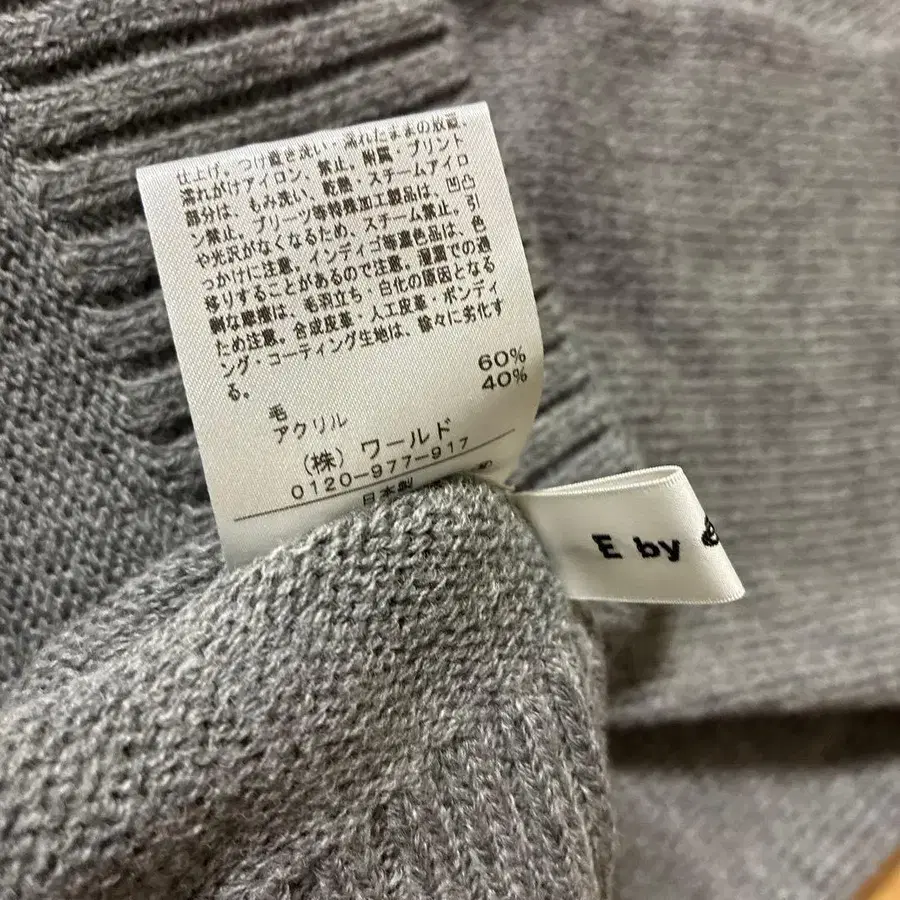 仕上げ。つけ置き洗い・濡れたままの放置、
濡れがけアイロン、禁止。附属・プリント
部分は、もみ洗い、乾燥・スチームアイロ
ン禁止。プリーツ等特殊加工製品は、凹凸
や光沢がなくなるため、スチーム禁止。引
っかけに注意。インディゴ等濃色品は、色
移りすることがあるので注意。湿潤での過
剰な摩擦は、毛羽立ち・白化の原因となる
ため注意。合成皮革・人工皮革・ボンディ
ング・コーティング生地は、徐々に劣化す
る。
毛 60%
アクリル 40%
(株) ワールド
0120-977-917
日本製
E by